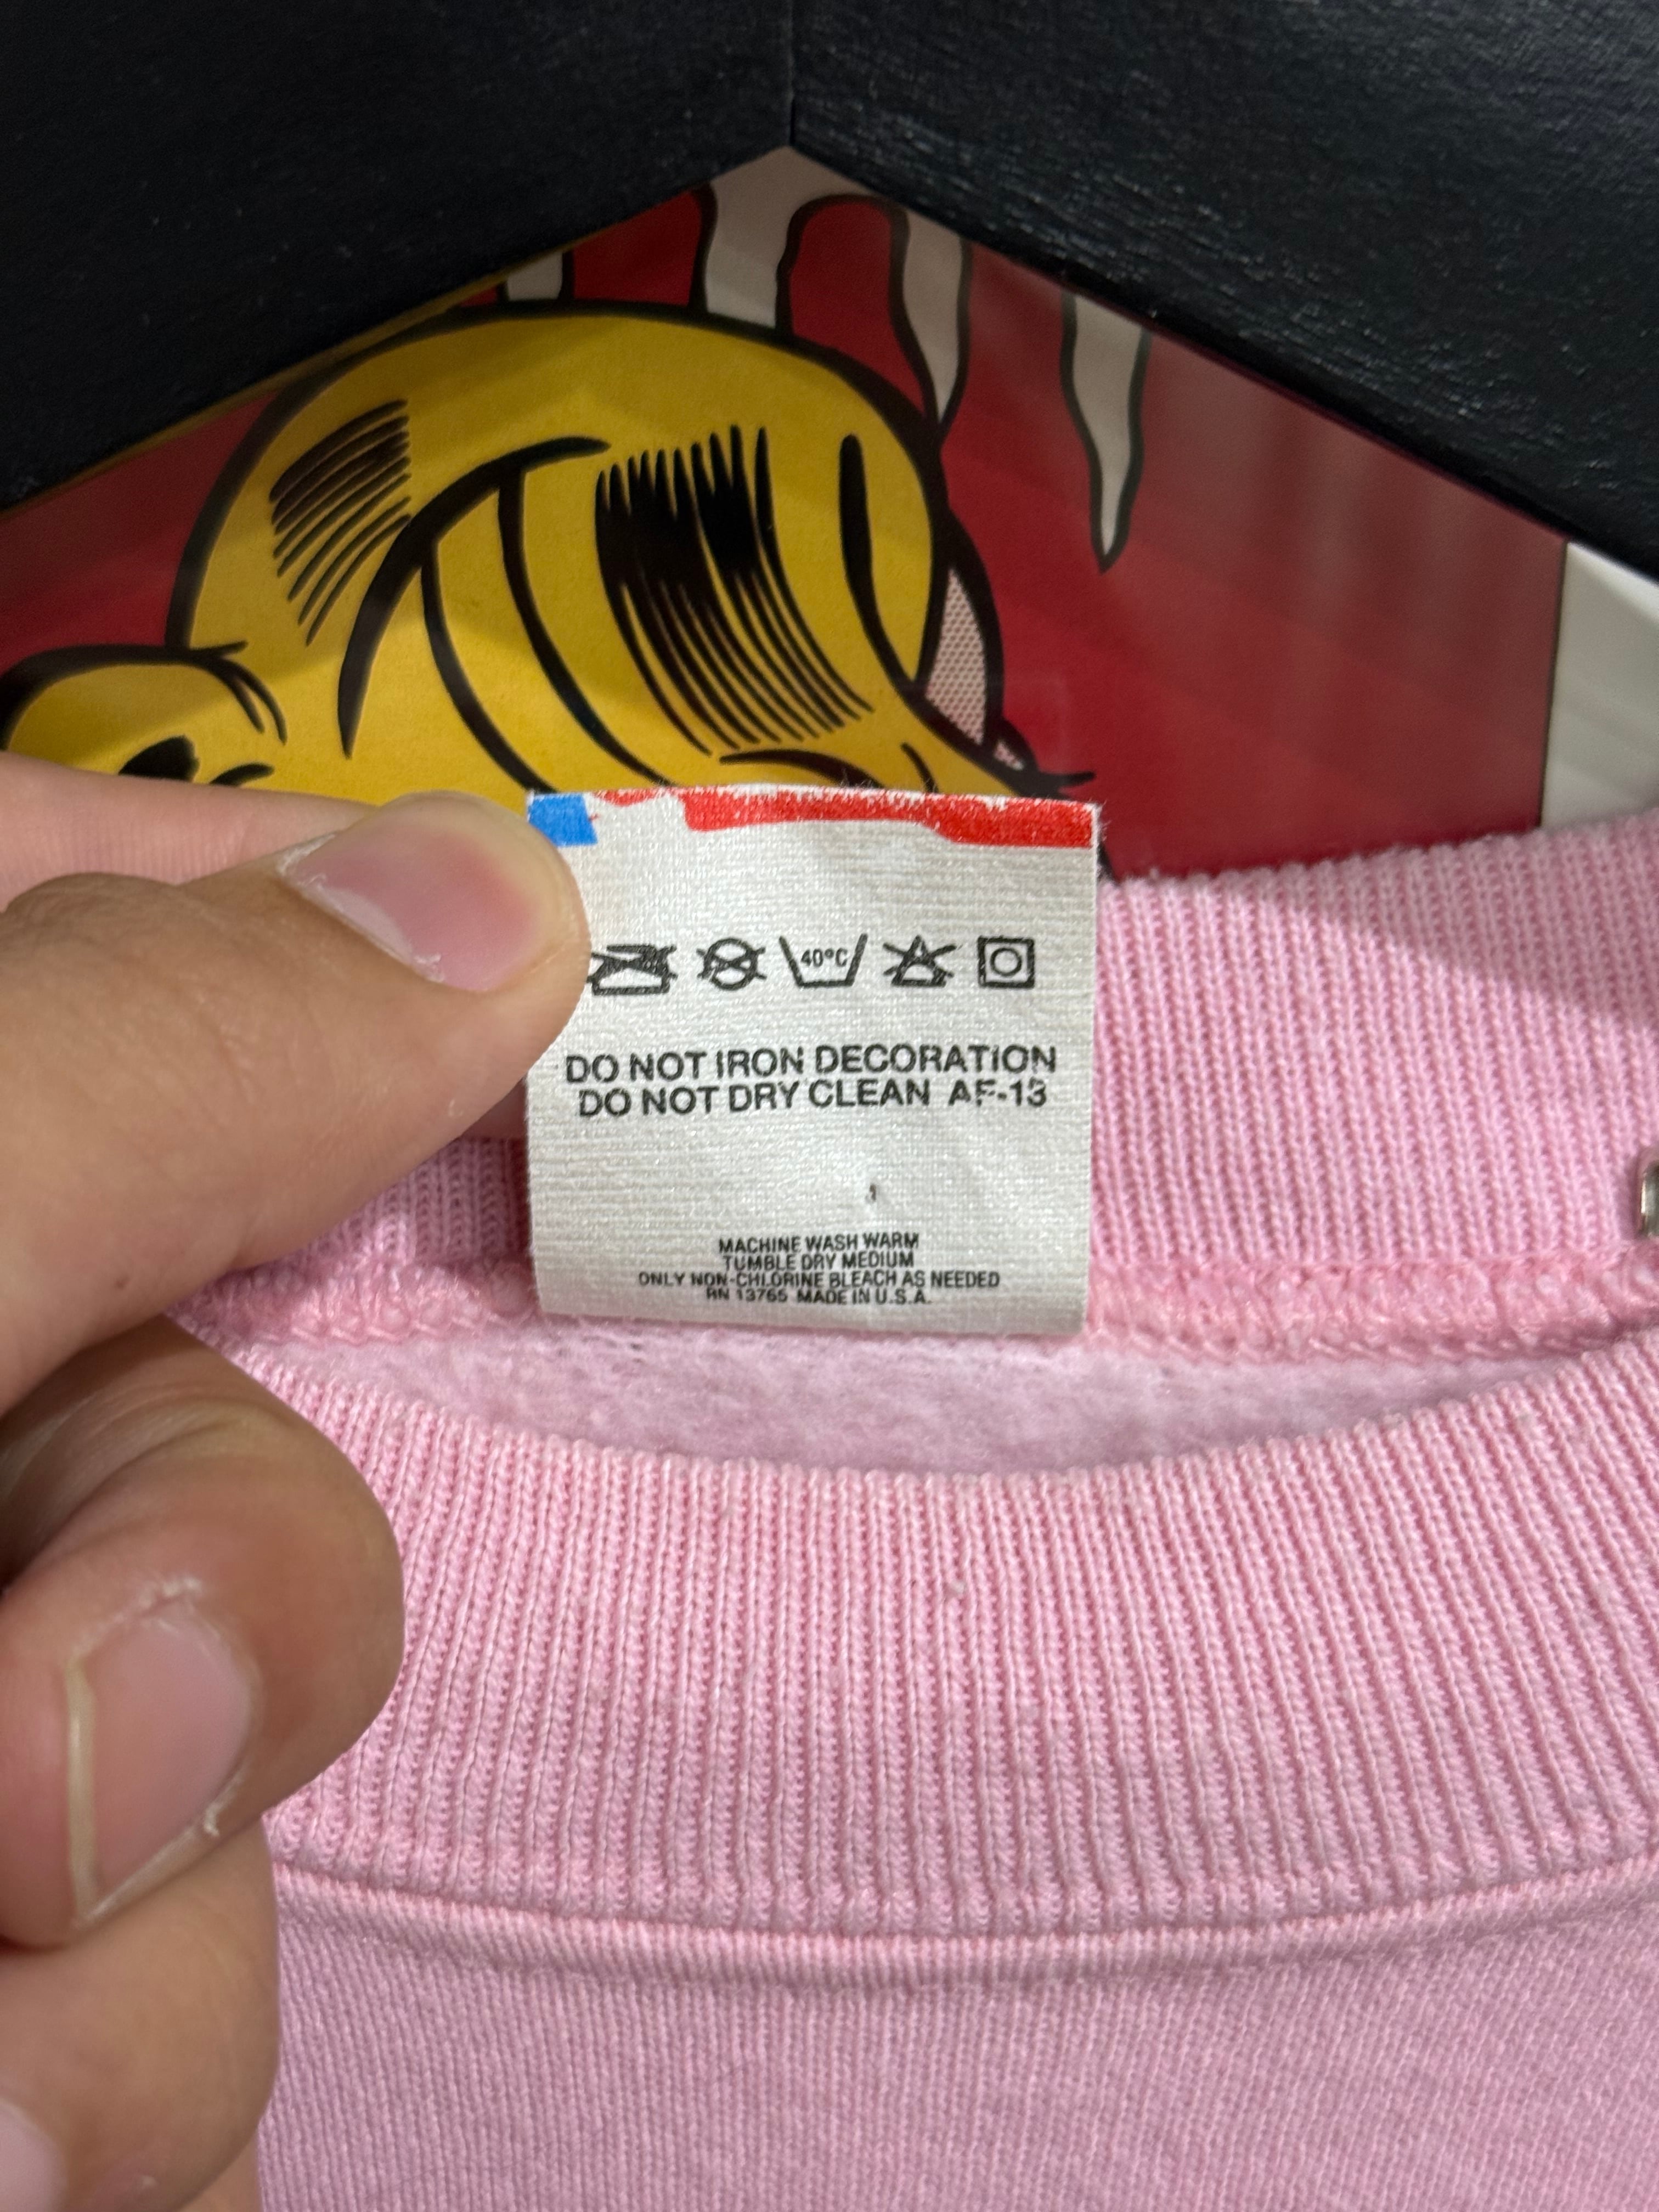 40°C
DO NOT IRON DECORATION
DO NOT DRY CLEAN AF-13
MACHINE WASH WARM
TUMBLE DRY MEDIUM
ONLY NON-CHLORINE BLEACH AS NEEDED
RN 13765 MADE IN U.S.A.